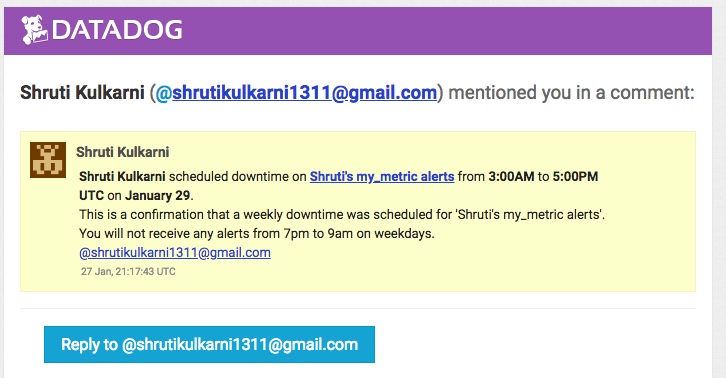 DATADOG
Shruti Kulkarni (@shrutikulkarni1311@gmail.com) mentioned you in a comment:
Shruti Kulkarni
Shruti Kulkarni scheduled downtime on Shruti's my_metric alerts from 3:00AM to 5:00PM
UTC on January 29.
This is a confirmation that a weekly downtime was scheduled for 'Shruti's my_metric alerts'.
You will not receive any alerts from 7pm to 9am on weekdays.
@shrutikulkarni1311@gmail.com
27 Jan, 21:17:43 UTC
Reply to @shrutikulkarni1311@gmail.com